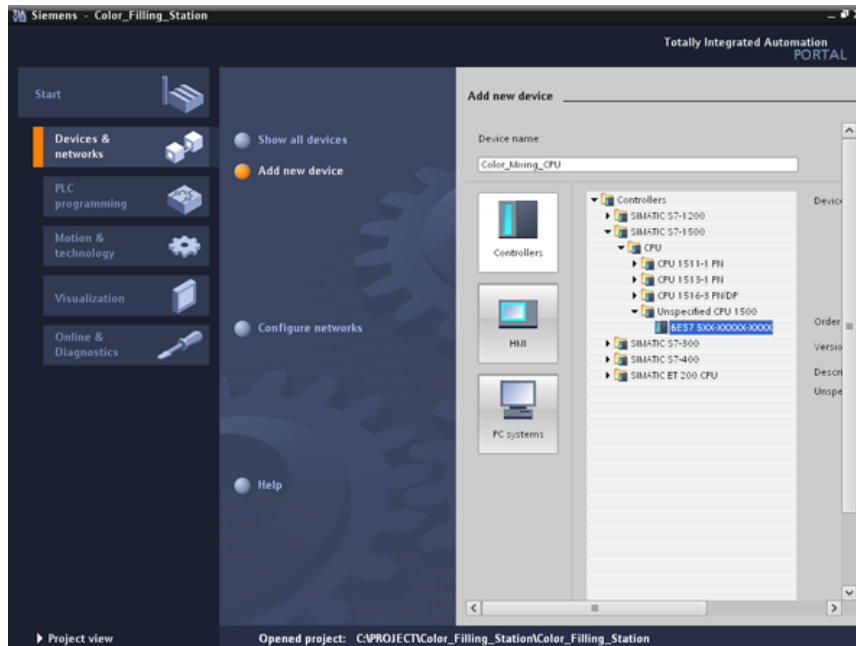 Siemens - Color_Filling_Station
Totally Integrated Automation
PORTAL
Start
Devices &
networks
PLC
programming
Motion &
technology
Visualization
Online &
Diagnostics
Show all devices
Add new device
Configure networks
Help
Add new device
Device name:
Color_Mixing_CPU
Controllers
HMI
PC systems
Controllers
SIMATIC S7-1200
SIMATIC S7-1500
CPU
CPU 1511-1 PN
CPU 1513-1 PN
CPU 1516-3 PN/DP
Unspecified CPU 1500
6ES7 5XX-XXXXX-XXXX
SIMATIC S7-300
SIMATIC S7-400
SIMATIC ET 200 CPU
Device
Order
Versio
Descri
Unspe
Project view
Opened project: C:\PROJECT\Color_Filling_Station\Color_Filling_Station